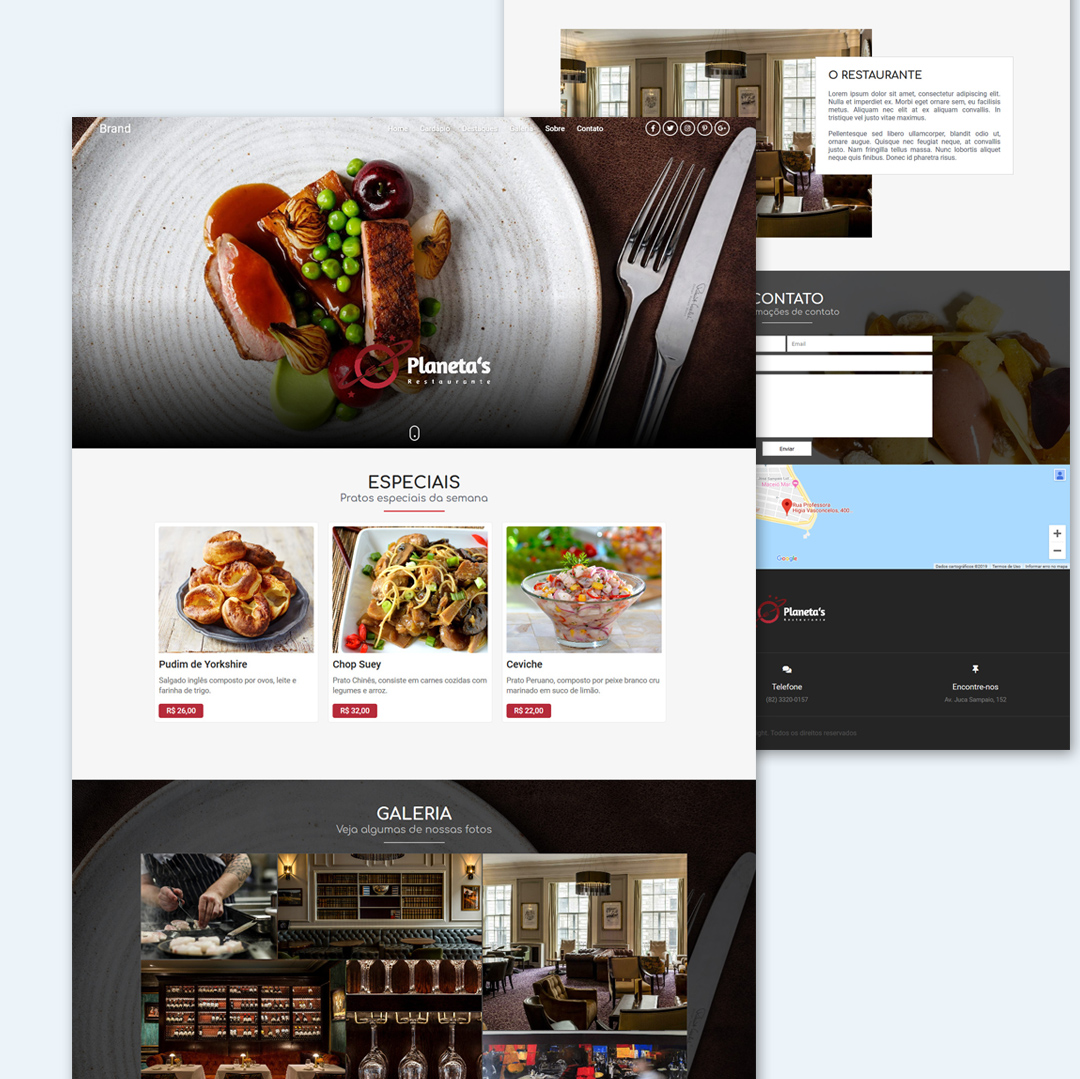 Brand
Home Cardápio Destaques Galeria Sobre Contato
Planeta's
Restaurante
ESPECIAIS
Pratos especiais da semana
Pudim de Yorkshire
Salgado inglês composto por ovos, leite e
farinha de trigo.
R$ 26,00
Chop Suey
Prato Chinês, consiste em carnes cozidas com
legumes e arroz.
R$ 32,00
Ceviche
Prato Peruano, composto por peixe branco cru
marinado em suco de limão.
R$ 22,00
GALERIA
Veja algumas de nossas fotos
O RESTAURANTE
Lorem ipsum dolor sit amet, consectetur adipiscing elit.
Nulla et imperdiet ex. Morbi eget ornare sem, eu facilisis
metus. Aliquam nec elit at ex aliquam convallis. In
tristique vel justo vitae maximus.
Pellentesque sed libero ullamcorper, blandit odio ut,
ornare augue. Quisque nec feugiat neque, at convallis
justo. Nam fringilla tellus massa. Nunc lobortis aliquet
neque quis finibus. Donec id pharetra risus.
CONTATO
mações de contato
Email
Enviar
Maceió Mar
Rua Professora
Higia Vasconcelos, 400
Google
Dados cartográficos ©2019 Termos de Uso Informar erro no mapa
Planeta's
Restaurante
Telefone
(82) 3320-0157
Encontre-nos
Av. Juca Sampaio, 152
ght. Todos os direitos reservados